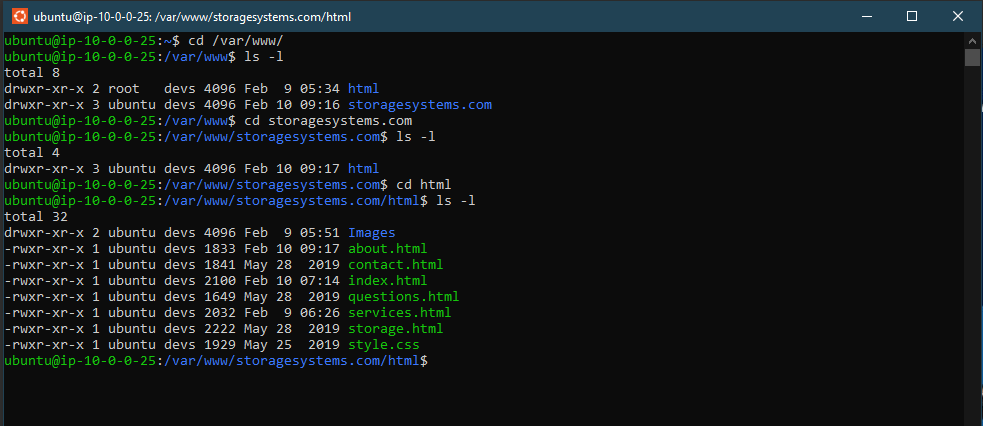 ubuntu@ip-10-0-0-25: /var/www/storagesystems.com/html
ubuntu@ip-10-0-0-25:~$ cd /var/www/
ubuntu@ip-10-0-0-25:/var/www$ ls -l
total 8
drwxr-xr-x 2 root   devs 4096 Feb  9 05:34 html
drwxr-xr-x 3 ubuntu devs 4096 Feb 10 09:16 storagesystems.com
ubuntu@ip-10-0-0-25:/var/www$ cd storagesystems.com
ubuntu@ip-10-0-0-25:/var/www/storagesystems.com$ ls -l
total 4
drwxr-xr-x 3 ubuntu devs 4096 Feb 10 09:17 html
ubuntu@ip-10-0-0-25:/var/www/storagesystems.com$ cd html
ubuntu@ip-10-0-0-25:/var/www/storagesystems.com/html$ ls -l
total 32
drwxr-xr-x 2 ubuntu devs 4096 Feb  9 05:51 Images
-rwxr-xr-x 1 ubuntu devs 1833 Feb 10 09:17 about.html
-rwxr-xr-x 1 ubuntu devs 1841 May 28  2019 contact.html
-rwxr-xr-x 1 ubuntu devs 2100 Feb 10 07:14 index.html
-rwxr-xr-x 1 ubuntu devs 1649 May 28  2019 questions.html
-rwxr-xr-x 1 ubuntu devs 2032 Feb  9 06:26 services.html
-rwxr-xr-x 1 ubuntu devs 2222 May 28  2019 storage.html
-rwxr-xr-x 1 ubuntu devs 1929 May 25  2019 style.css
ubuntu@ip-10-0-0-25:/var/www/storagesystems.com/html$